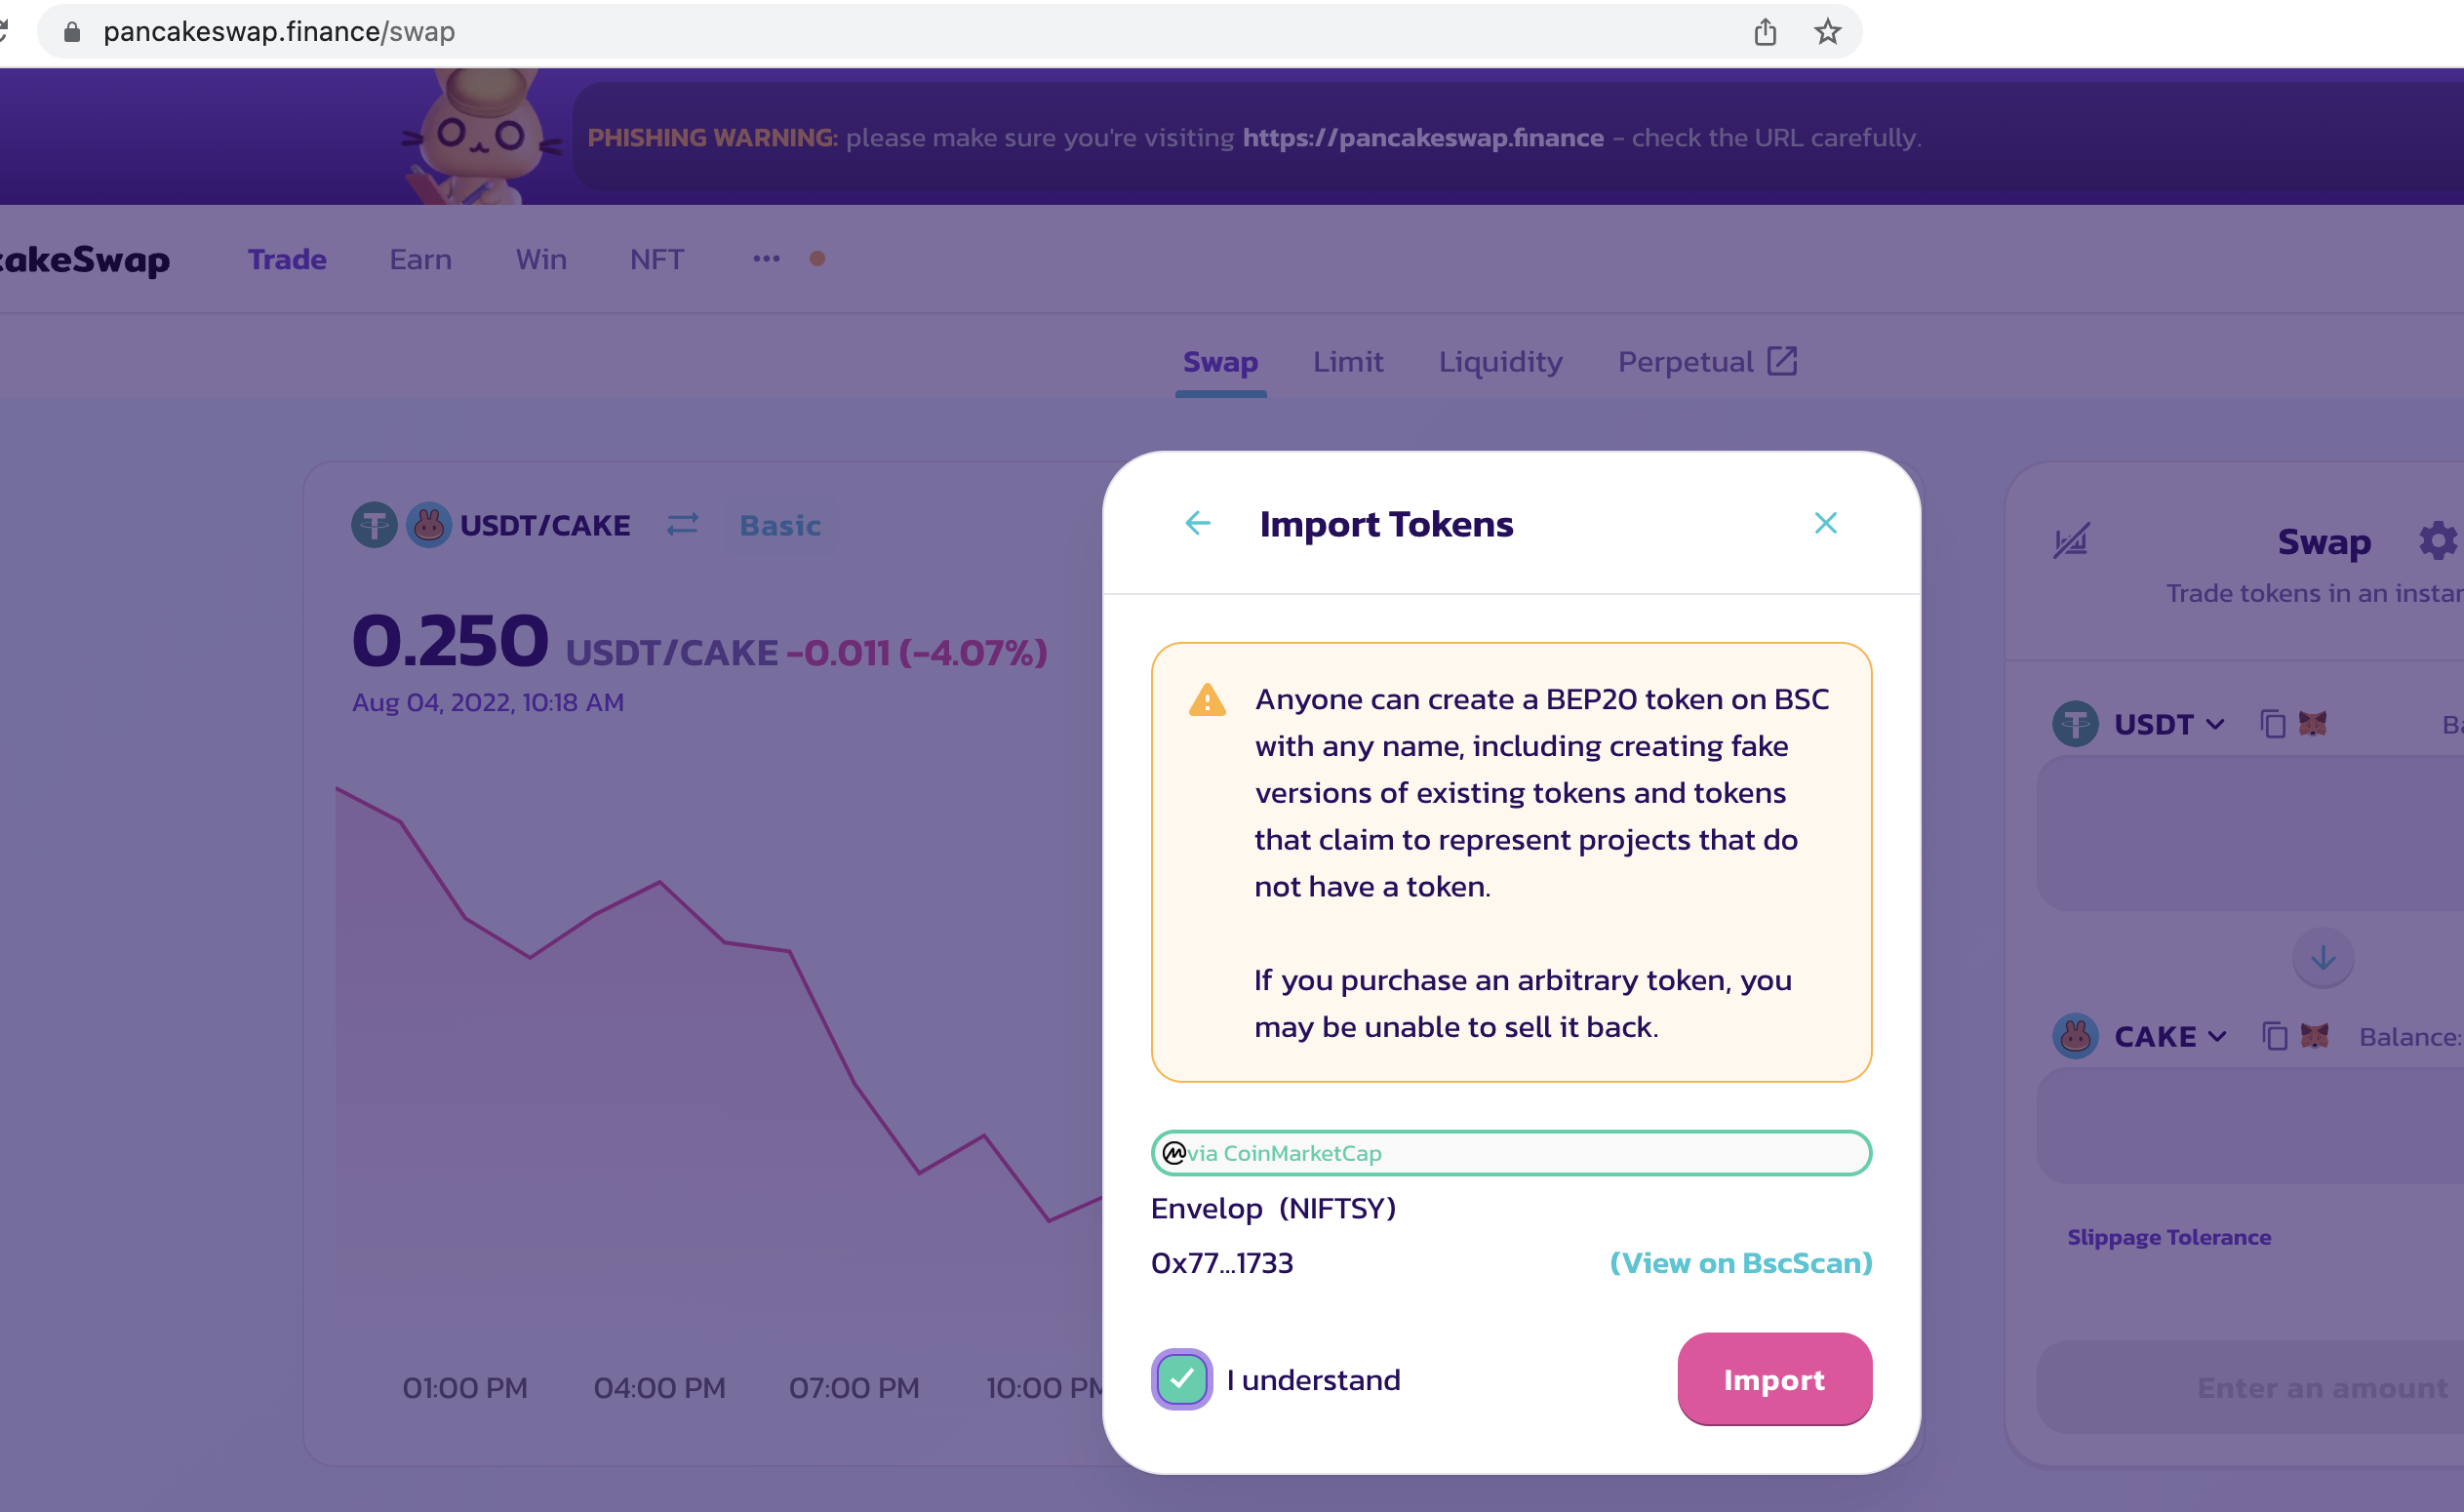 pancakeswap.finance/swap
PHISHING WARNING: please make sure you're visiting https://pancakeswap.finance - check the URL carefully.
cakeSwap Trade Earn Win NFT ...
Swap Limit Liquidity Perpetual
USDT/CAKE Basic
0.250 USDT/CAKE -0.011 (-4.07%)
Aug 04, 2022, 10:18 AM
01:00 PM 04:00 PM 07:00 PM 10:00 PM
Import Tokens
Anyone can create a BEP20 token on BSC
with any name, including creating fake
versions of existing tokens and tokens
that claim to represent projects that do
not have a token.
If you purchase an arbitrary token, you
may be unable to sell it back.
via CoinMarketCap
Envelop (NIFTSY)
0x77...1733 (View on BscScan)
I understand Import
Swap
Trade tokens in an instan
USDT Ba
CAKE Balance:
Slippage Tolerance
Enter an amount